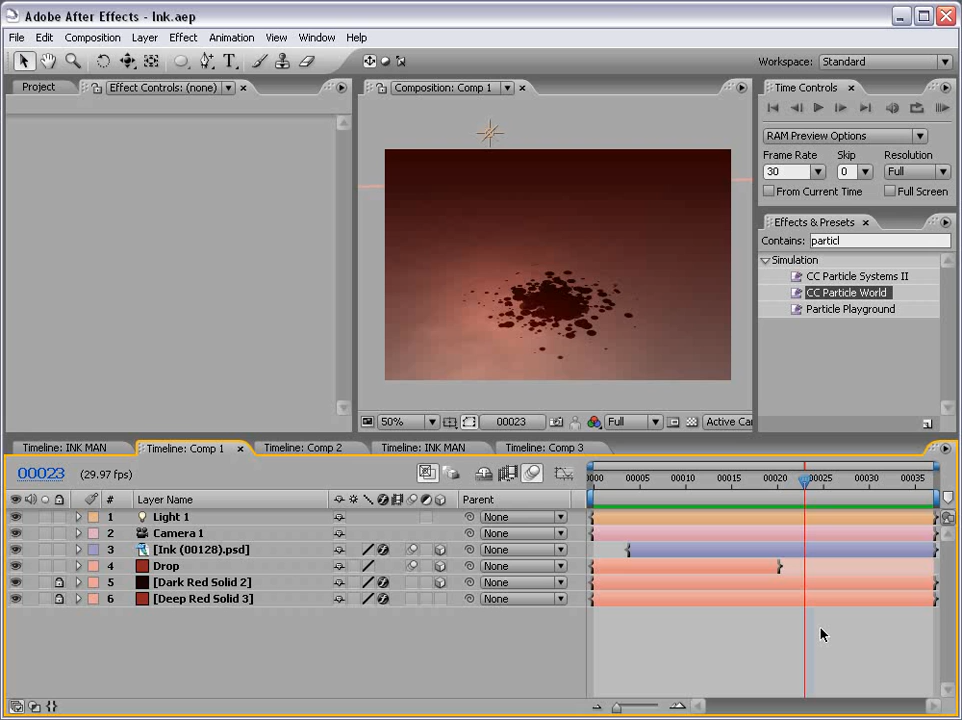 Adobe After Effects - Ink.aep
File Edit Composition Layer Effect Animation View Window Help
Workspace: Standard
Project Effect Controls: (none) Composition: Comp 1 Time Controls
RAM Preview Options
Frame Rate Skip Resolution
30 0 Full
From Current Time Full Screen
Effects & Presets
Contains: particl
Simulation
CC Particle Systems II
CC Particle World
Particle Playground
50% 00023 Full Active Car
Timeline: INK MAN Timeline: Comp 1 Timeline: Comp 2 Timeline: INK MAN Timeline: Comp 3
00023 (29.97 fps)
0000 00005 00010 00015 00020 00025 00030 00035
# Layer Name Parent
1 Light 1 None
2 Camera 1 None
3 [Ink (00128).psd] None
4 Drop None
5 [Dark Red Solid 2] None
6 [Deep Red Solid 3] None